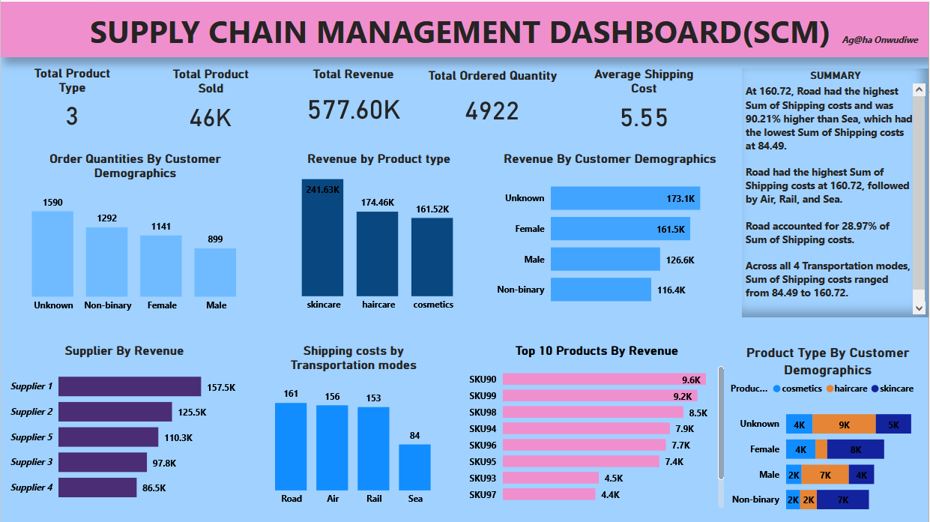 SUPPLY CHAIN MANAGEMENT DASHBOARD(SCM)
Ag@ha Onwudiwe
Total Product
Type
3
Total Product
Sold
46K
Total Revenue
577.60K
Total Ordered Quantity
4922
Average Shipping
Cost
5.55
SUMMARY
At 160.72, Road had the highest
Sum of Shipping costs and was
90.21% higher than Sea, which had
the lowest Sum of Shipping costs
at 84.49.
Road had the highest Sum of
Shipping costs at 160.72, followed
by Air, Rail, and Sea.
Road accounted for 28.97% of
Sum of Shipping costs.
Across all 4 Transportation modes,
Sum of Shipping costs ranged
from 84.49 to 160.72.
Order Quantities By Customer
Demographics
1590
1292
1141
899
Unknown Non-binary Female Male
Revenue by Product type
241.63K
174.46K
161.52K
skincare haircare cosmetics
Revenue By Customer Demographics
Unknown 173.1K
Female 161.5K
Male 126.6K
Non-binary 116.4K
Supplier By Revenue
Supplier 1 157.5K
Supplier 2 125.5K
Supplier 5 110.3K
Supplier 3 97.8K
Supplier 4 86.5K
Shipping costs by
Transportation modes
161
156
153
84
Road Air Rail Sea
Top 10 Products By Revenue
SKU90 9.6K
SKU99 9.2K
SKU98 8.5K
SKU94 7.9K
SKU96 7.7K
SKU95 7.4K
SKU93 4.5K
SKU97 4.4K
Product Type By Customer
Demographics
Produc... cosmetics haircare skincare
Unknown 4K 9K 5K
Female 4K 8K
Male 2K 7K 4K
Non-binary 2K 2K 7K